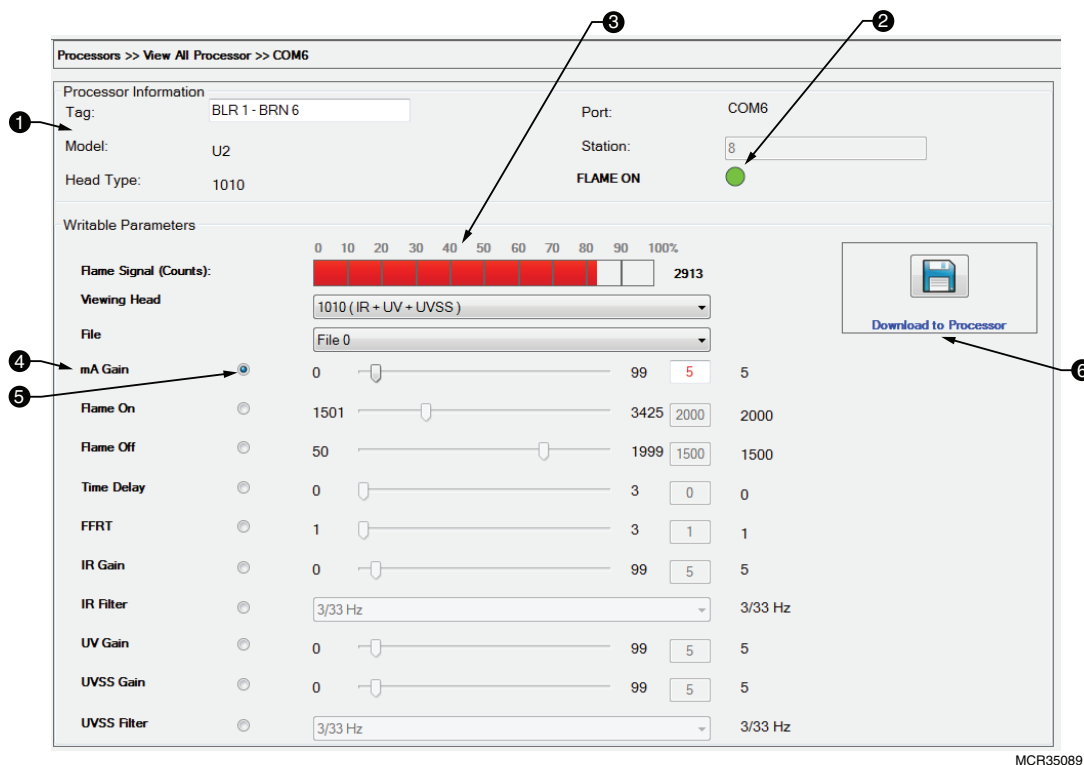 3
2
Processors >> View All Processor >> COM6
Processor Information
1
Tag: BLR 1 - BRN 6 Port: COM6
Model: U2 Station: 8
Head Type: 1010 FLAME ON
Writable Parameters
0 10 20 30 40 50 60 70 80 90 100%
Flame Signal (Counts): 2913
Viewing Head 1010 ( IR + UV + UVSS )
Download to Processor
File File 0
4 mA Gain 0 99 5 5
6
5
Flame On 1501 3425 2000 2000
Flame Off 50 1999 1500 1500
Time Delay 0 3 0 0
FFRT 1 3 1 1
IR Gain 0 99 5 5
IR Filter 3/33 Hz 3/33 Hz
UV Gain 0 99 5 5
UVSS Gain 0 99 5 5
UVSS Filter 3/33 Hz 3/33 Hz
MCR35089